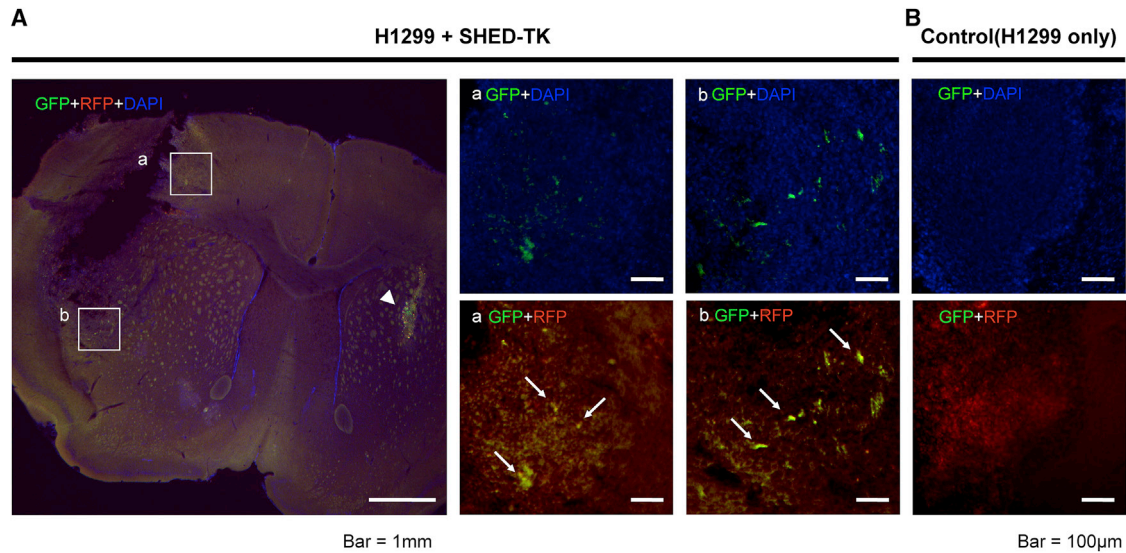 A
B
H1299 + SHED-TK
Control(H1299 only)
GFP+RFP+DAPI
a
b
a GFP+DAPI
b GFP+DAPI
GFP+DAPI
a GFP+RFP
b GFP+RFP
GFP+RFP
Bar = 1mm
Bar = 100μm